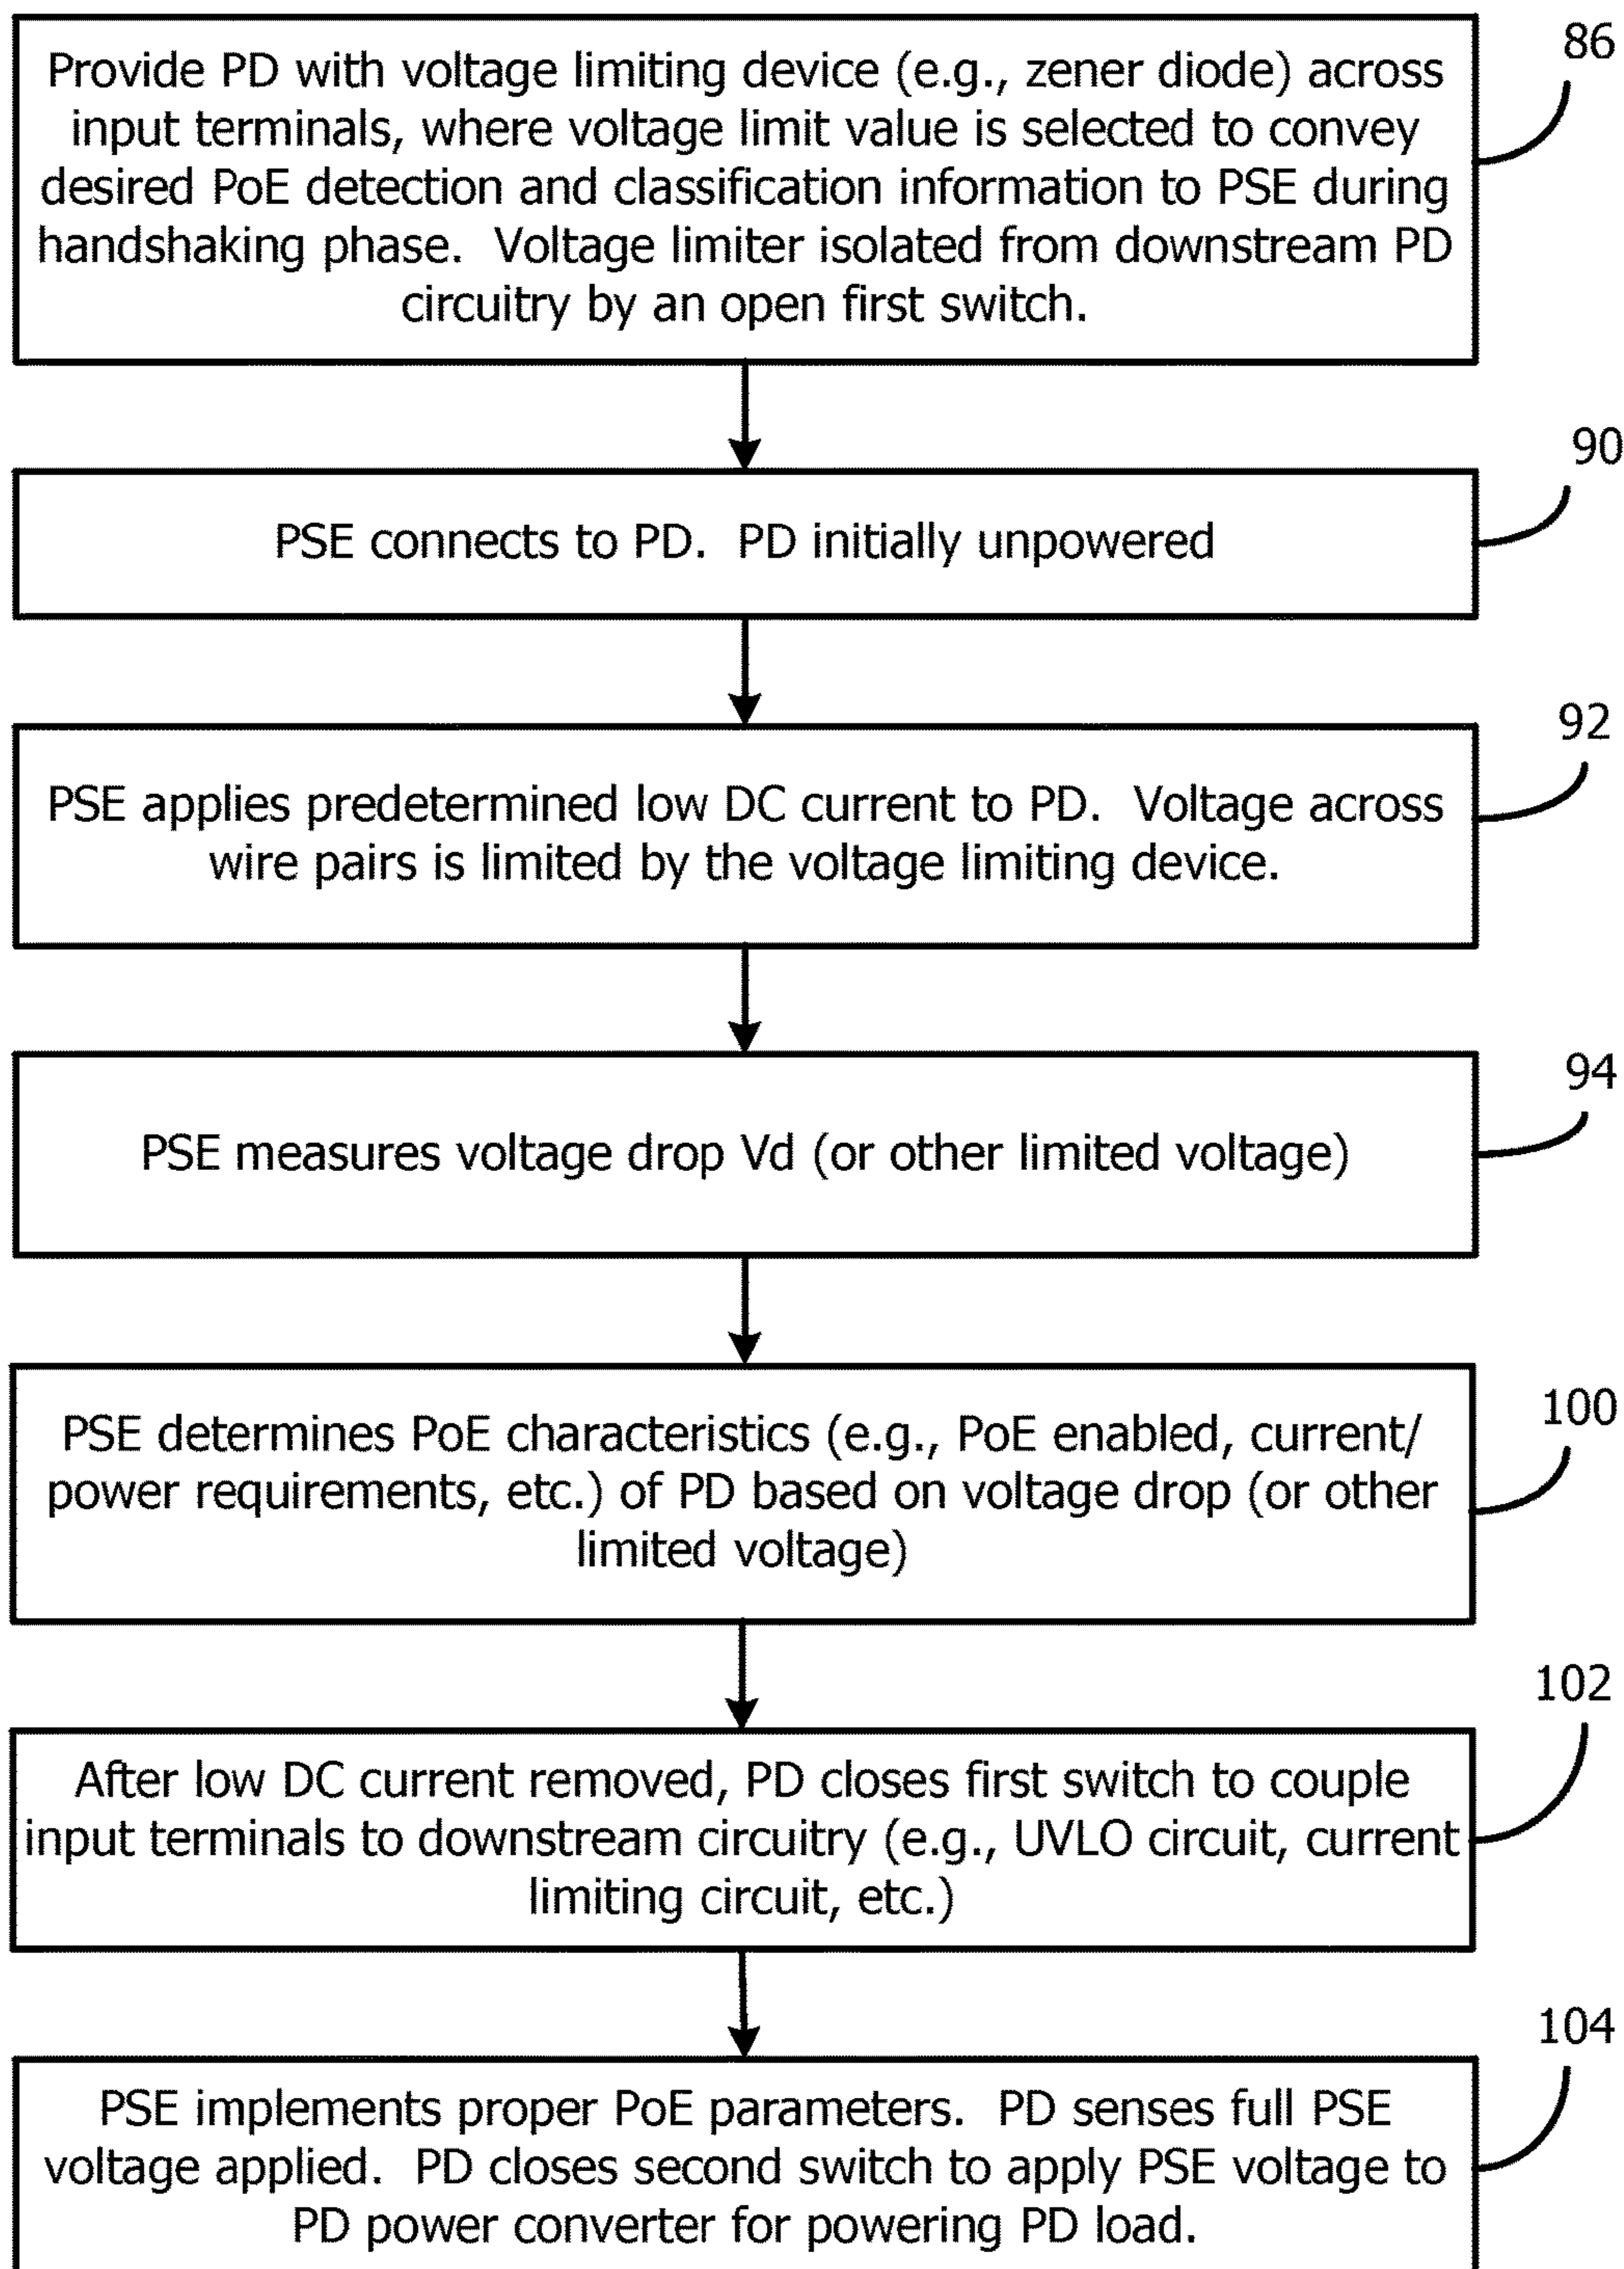 86
Provide PD with voltage limiting device (e.g., zener diode) across
input terminals, where voltage limit value is selected to convey
desired PoE detection and classification information to PSE during
handshaking phase.  Voltage limiter isolated from downstream PD
circuitry by an open first switch.
90
PSE connects to PD.  PD initially unpowered
92
PSE applies predetermined low DC current to PD.  Voltage across
wire pairs is limited by the voltage limiting device.
94
PSE measures voltage drop Vd (or other limited voltage)
100
PSE determines PoE characteristics (e.g., PoE enabled, current/
power requirements, etc.) of PD based on voltage drop (or other
limited voltage)
102
After low DC current removed, PD closes first switch to couple
input terminals to downstream circuitry (e.g., UVLO circuit, current
limiting circuit, etc.)
104
PSE implements proper PoE parameters.  PD senses full PSE
voltage applied.  PD closes second switch to apply PSE voltage to
PD power converter for powering PD load.